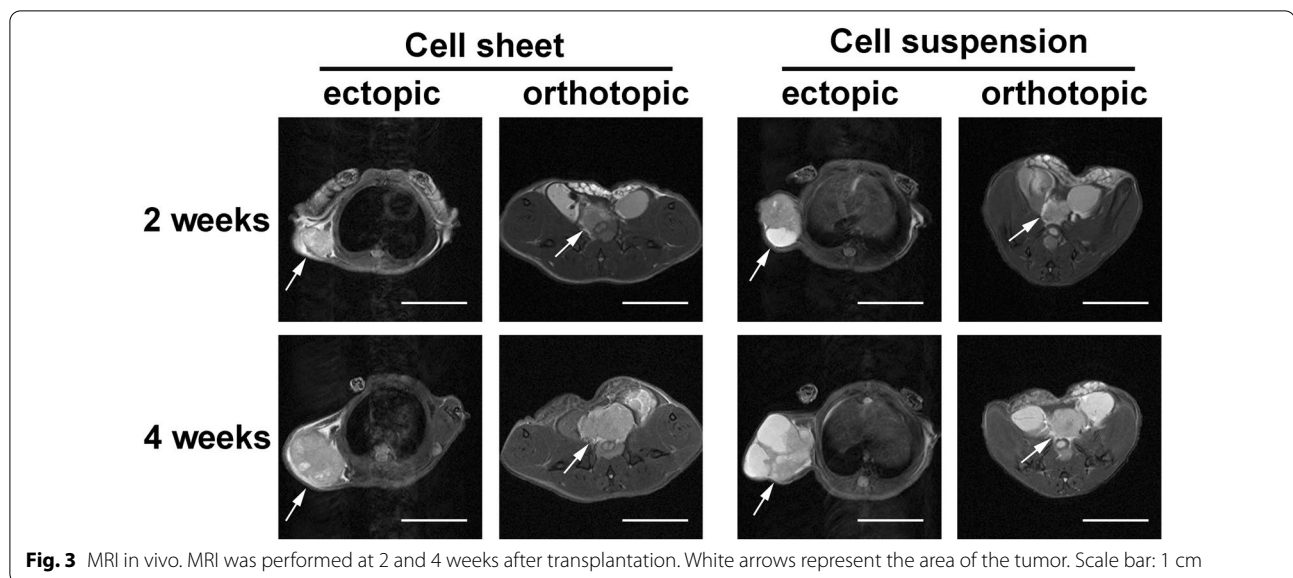 Cell sheet Cell suspension
ectopic orthotopic ectopic orthotopic
2 weeks
4 weeks
Fig. 3 MRI in vivo. MRI was performed at 2 and 4 weeks after transplantation. White arrows represent the area of the tumor. Scale bar: 1 cm